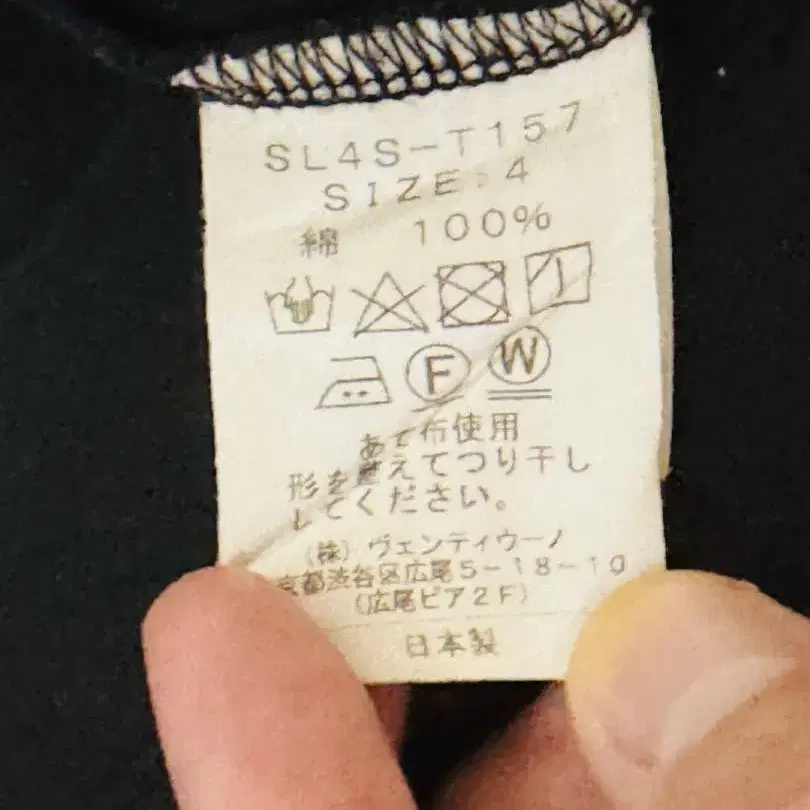 SL4S-T157
SIZE:4
綿 100%
F W
あて布使用
形を整えてつり干し
してください。
(株) ヴェンティウーノ
京都渋谷区広尾5-18-10
(広尾ピア2F)
日本製